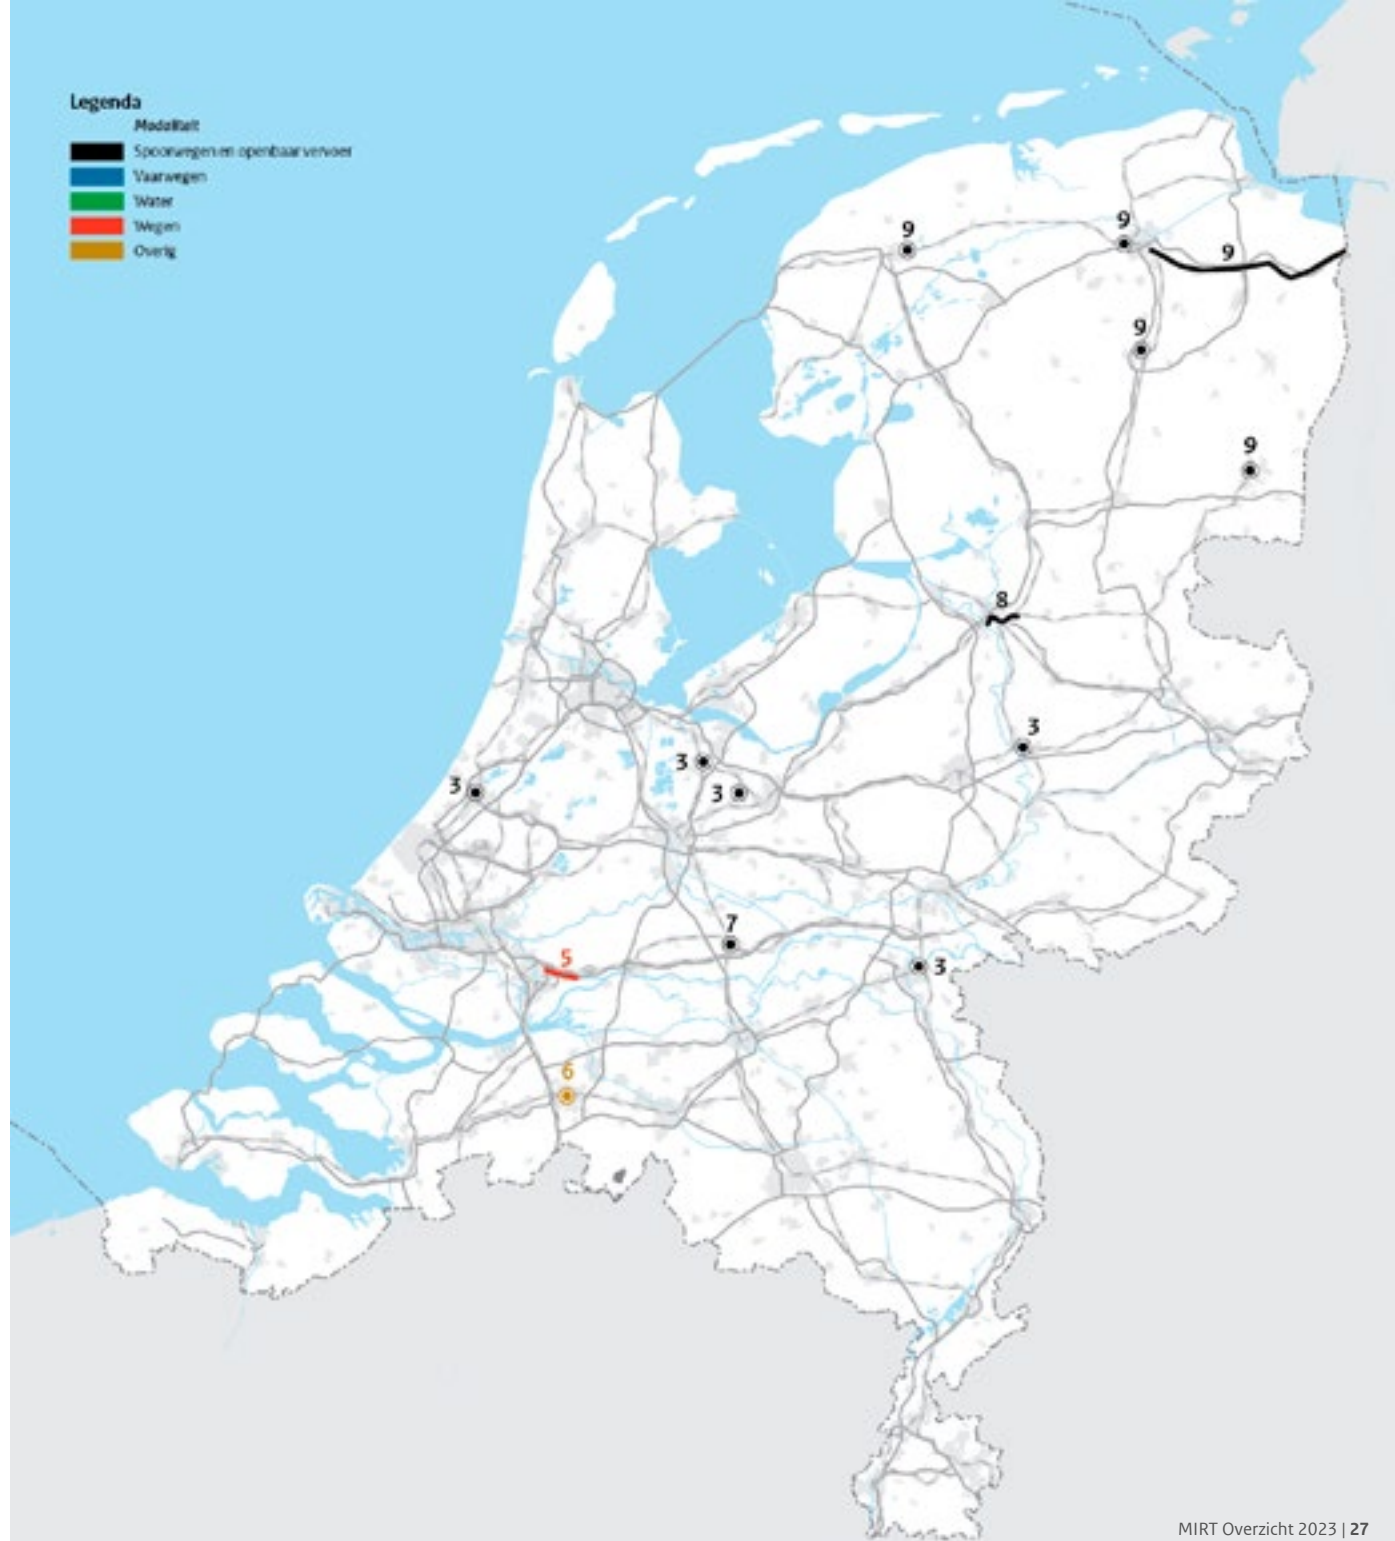 Legenda
Modaliteit
Spoorwegen en openbaar vervoer
Vaarwegen
Water
Wegen
Overig
9
9
9
9
9
8
3
3
3
3
7
5
3
6
MIRT Overzicht 2023 | 27